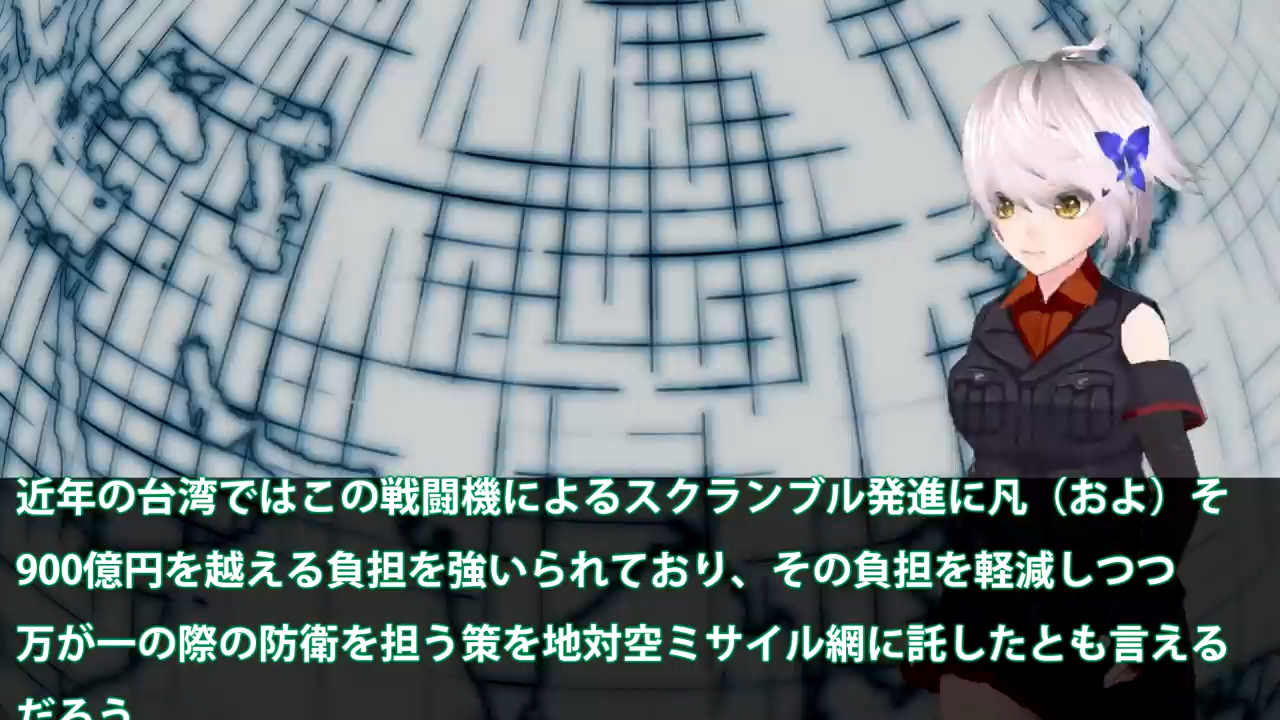 近年の台湾ではこの戦闘機によるスクランブル発進に凡（およ）そ
900億円を越える負担を強いられており、その負担を軽減しつつ
万が一の際の防衛を担う策を地対空ミサイル網に託したとも言える
だろう